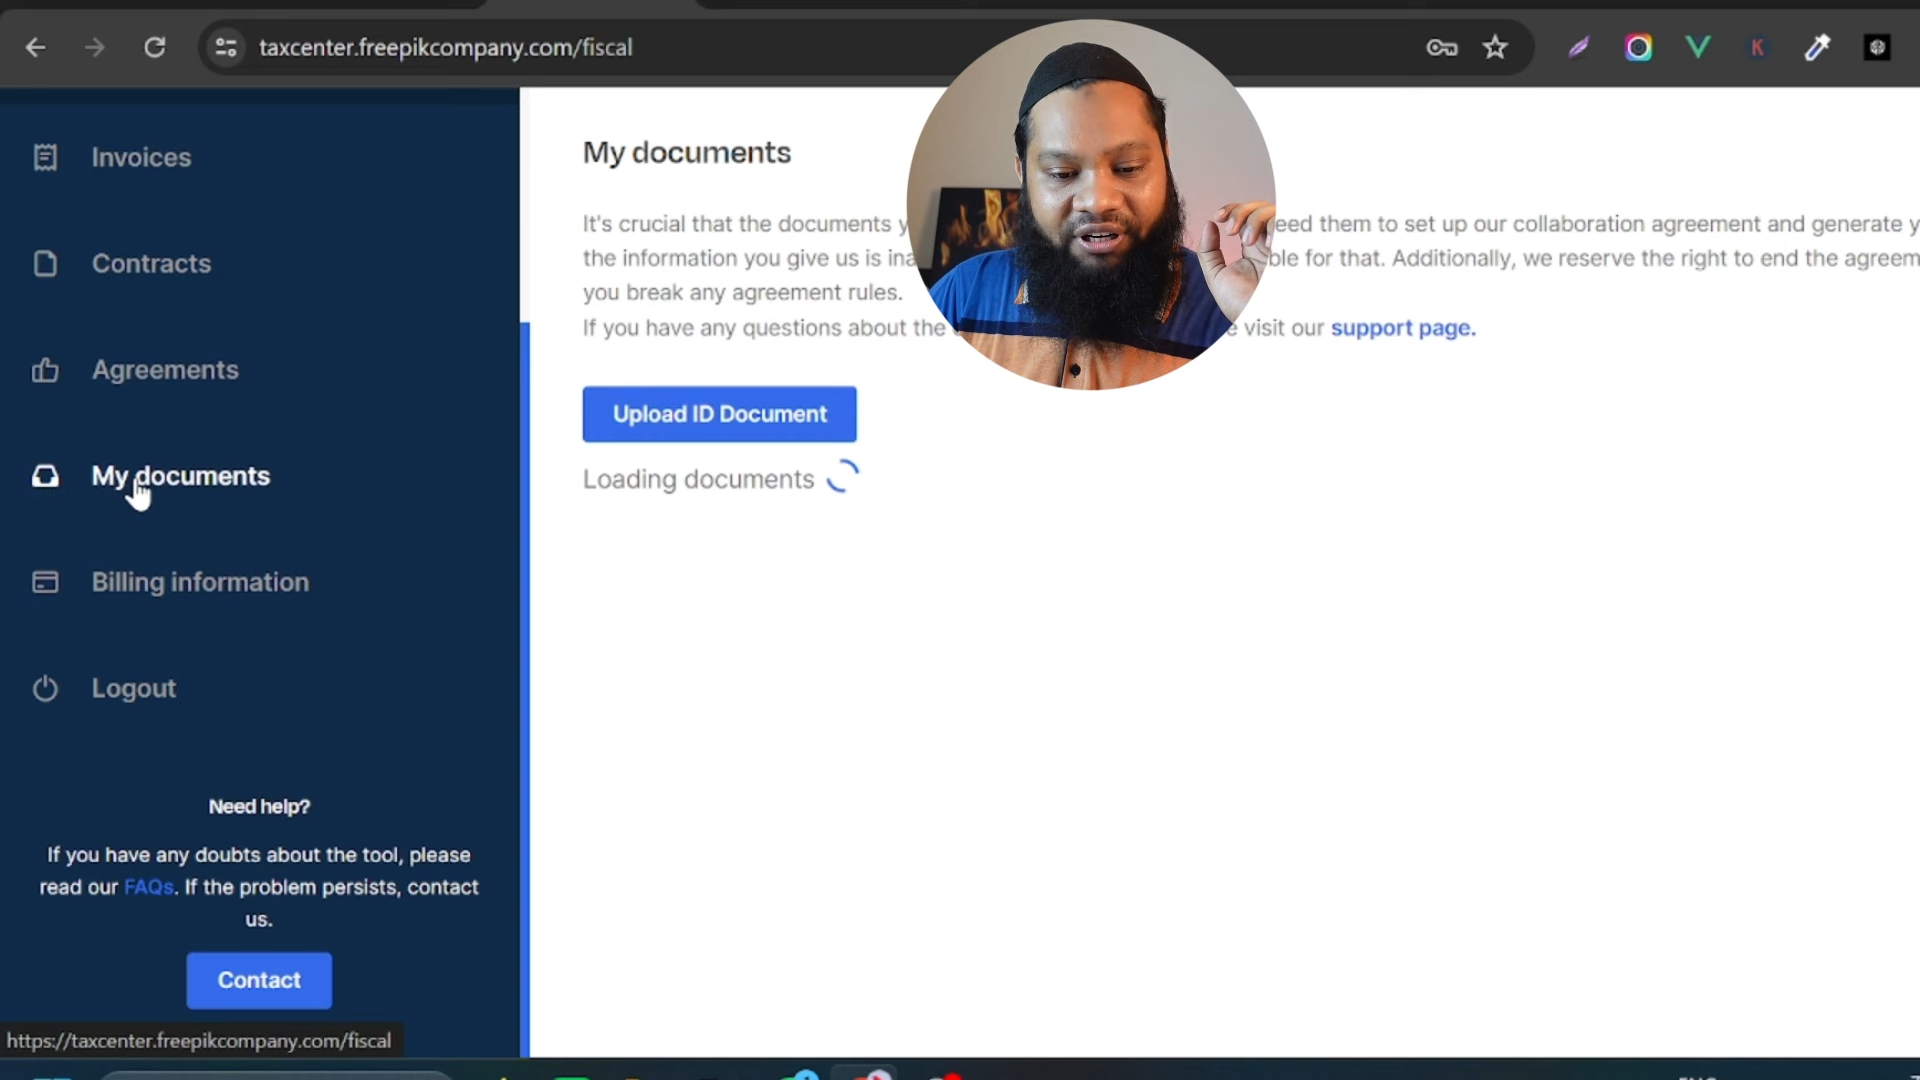 taxcenter.freepikcompany.com/fiscal
K
Invoices
Contracts
Agreements
My documents
Billing information
Logout
Need help?
If you have any doubts about the tool, please
read our FAQs. If the problem persists, contact
us.
Contact
https://taxcenter.freepikcompany.com/fiscal
My documents
It's crucial that the documents them to set up our collaboration agreement and generate
the information you give us is for that. Additionally, we reserve the right to end the
you break any agreement rules.
If you have any questions about the visit our support page.
Upload ID Document
Loading documents